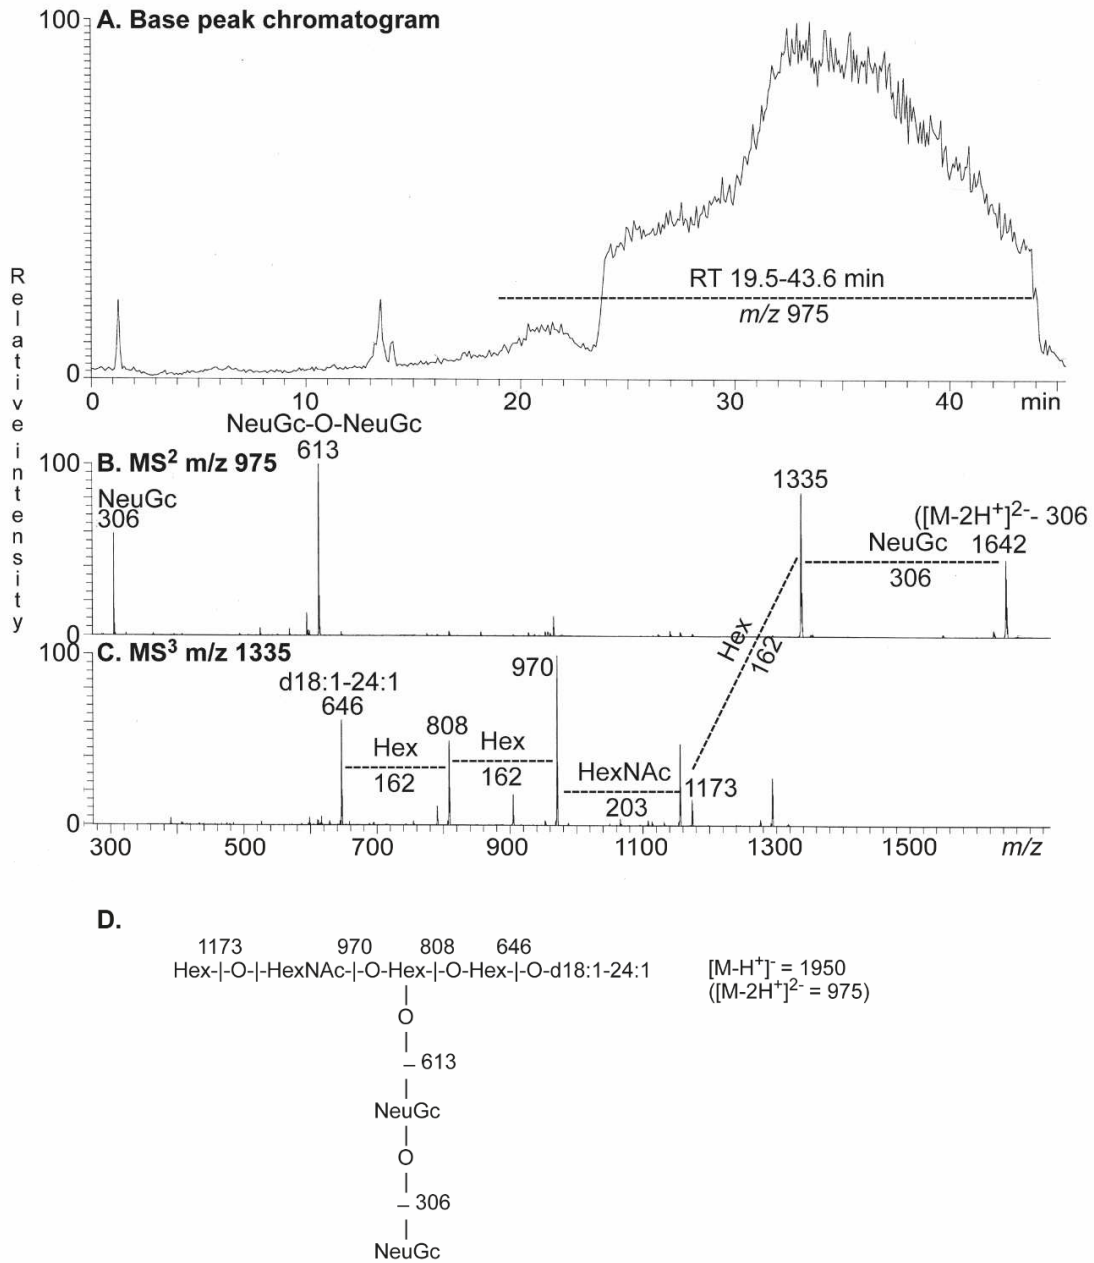 A. Base peak chromatogram
100
0
RT 19.5-43.6 min
m/z 975
0 10 20 30 40 min
Relative intensity
NeuGc-O-NeuGc
613
100
B. MS² m/z 975
NeuGc
306
1335
([M-2H⁺]²⁻- 306
NeuGc 1642
306
0
Hex
162
100
C. MS³ m/z 1335
d18:1-24:1
646
970
808
Hex
162
Hex
162
HexNAc
203
1173
0
300 500 700 900 1100 1300 1500 m/z
D.
1173 970 808 646
Hex-|-O-|-HexNAc-|-O-Hex-|-O-Hex-|-O-d18:1-24:1
[M-H⁺]⁻ = 1950
([M-2H⁺]²⁻ = 975)
O
613
NeuGc
O
306
NeuGc